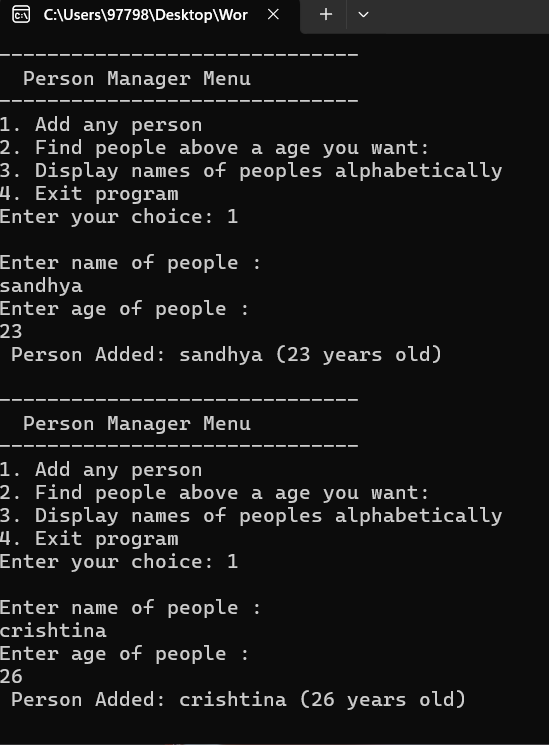 C:\Users\97798\Desktop\Wor
------------------------------
Person Manager Menu
------------------------------
1. Add any person
2. Find people above a age you want:
3. Display names of peoples alphabetically
4. Exit program
Enter your choice: 1
Enter name of people :
sandhya
Enter age of people :
23
Person Added: sandhya (23 years old)
------------------------------
Person Manager Menu
------------------------------
1. Add any person
2. Find people above a age you want:
3. Display names of peoples alphabetically
4. Exit program
Enter your choice: 1
Enter name of people :
crishtina
Enter age of people :
26
Person Added: crishtina (26 years old)